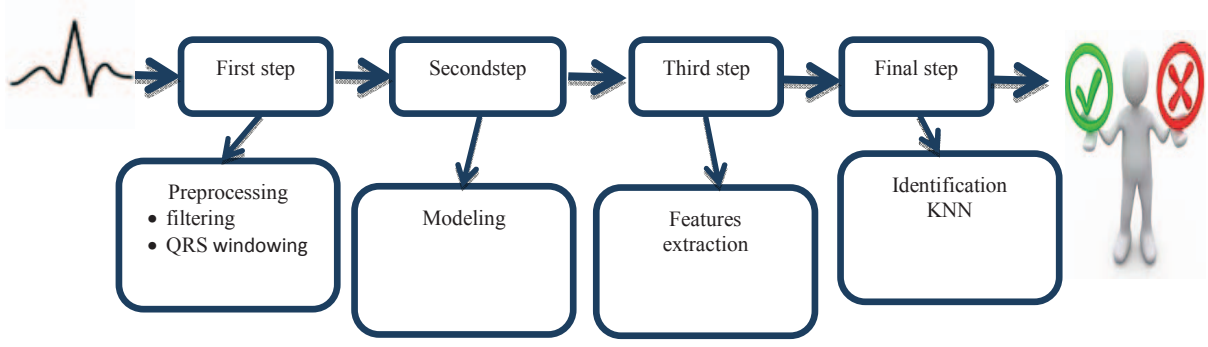 First step
Secondstep
Third step
Final step
Preprocessing
• filtering
• QRS windowing
Modeling
Features
extraction
Identification
KNN